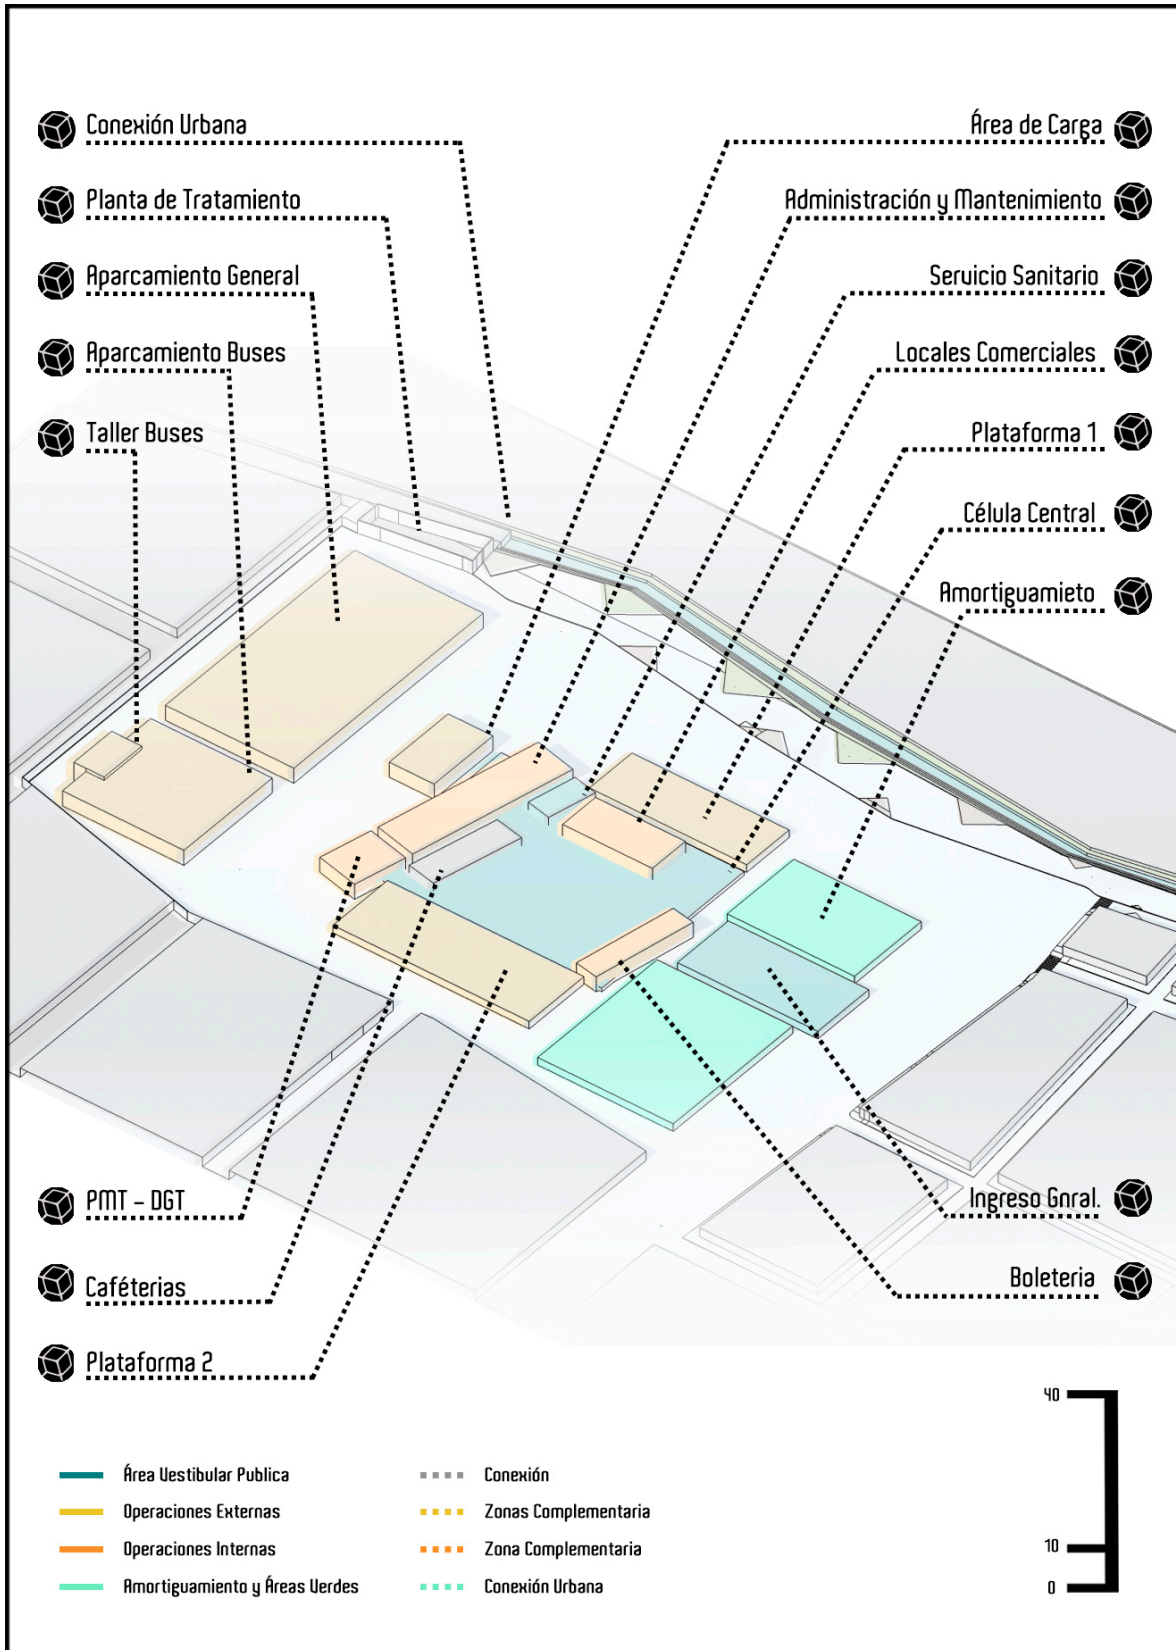 Conexión Urbana
Planta de Tratamiento
Aparcamiento General
Aparcamiento Buses
Taller Buses
Área de Carga
Administración y Mantenimiento
Servicio Sanitario
Locales Comerciales
Plataforma 1
Célula Central
Amortiguamieto
PMT - DGT
Caféterias
Plataforma 2
Ingreso Gnral.
Boleteria
40
10
0
Área Vestibular Publica
Operaciones Externas
Operaciones Internas
Amortiguamiento y Áreas Verdes
Conexión
Zonas Complementaria
Zona Complementaria
Conexión Urbana